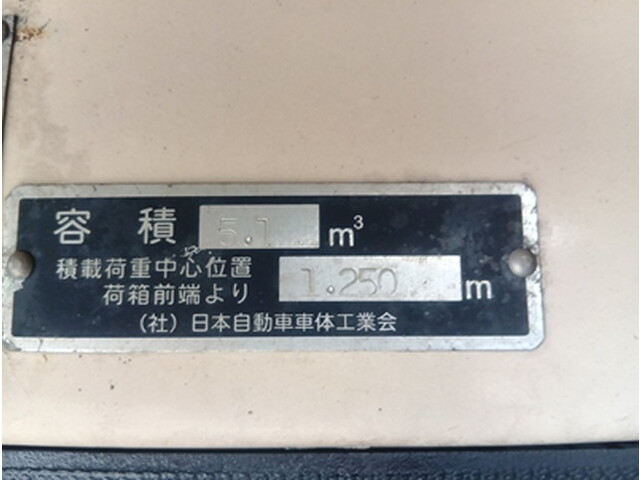 容積 5.1 m³
積載荷重中心位置
荷箱前端より 1.250 m
(社)日本自動車車体工業会